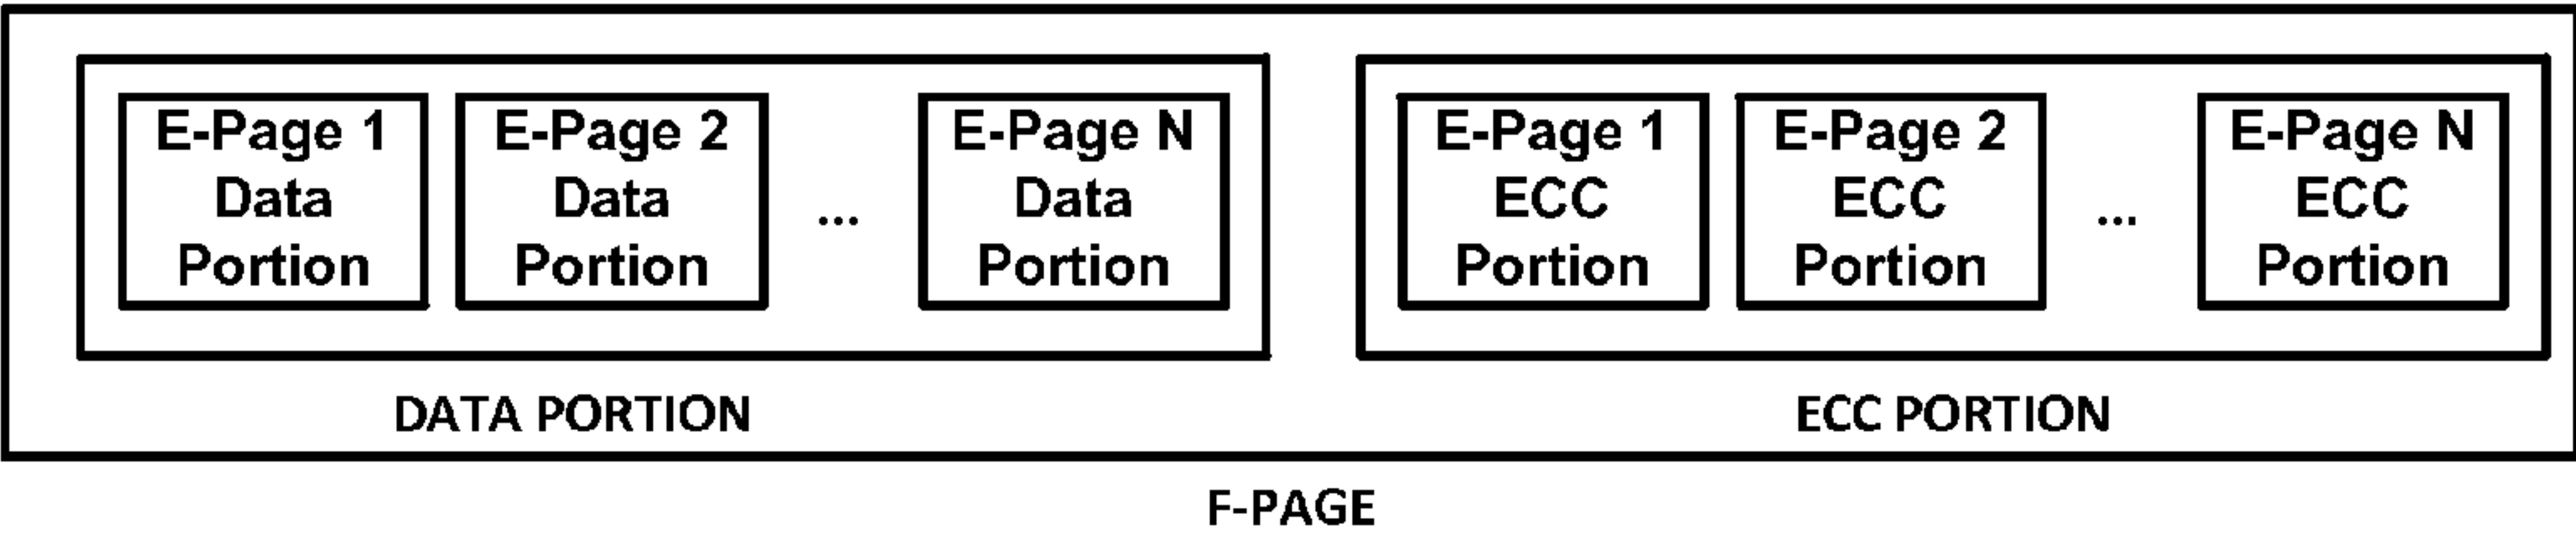 E-Page 1
Data
Portion
E-Page 2
Data
Portion
...
E-Page N
Data
Portion
DATA PORTION
E-Page 1
ECC
Portion
E-Page 2
ECC
Portion
...
E-Page N
ECC
Portion
ECC PORTION
F-PAGE